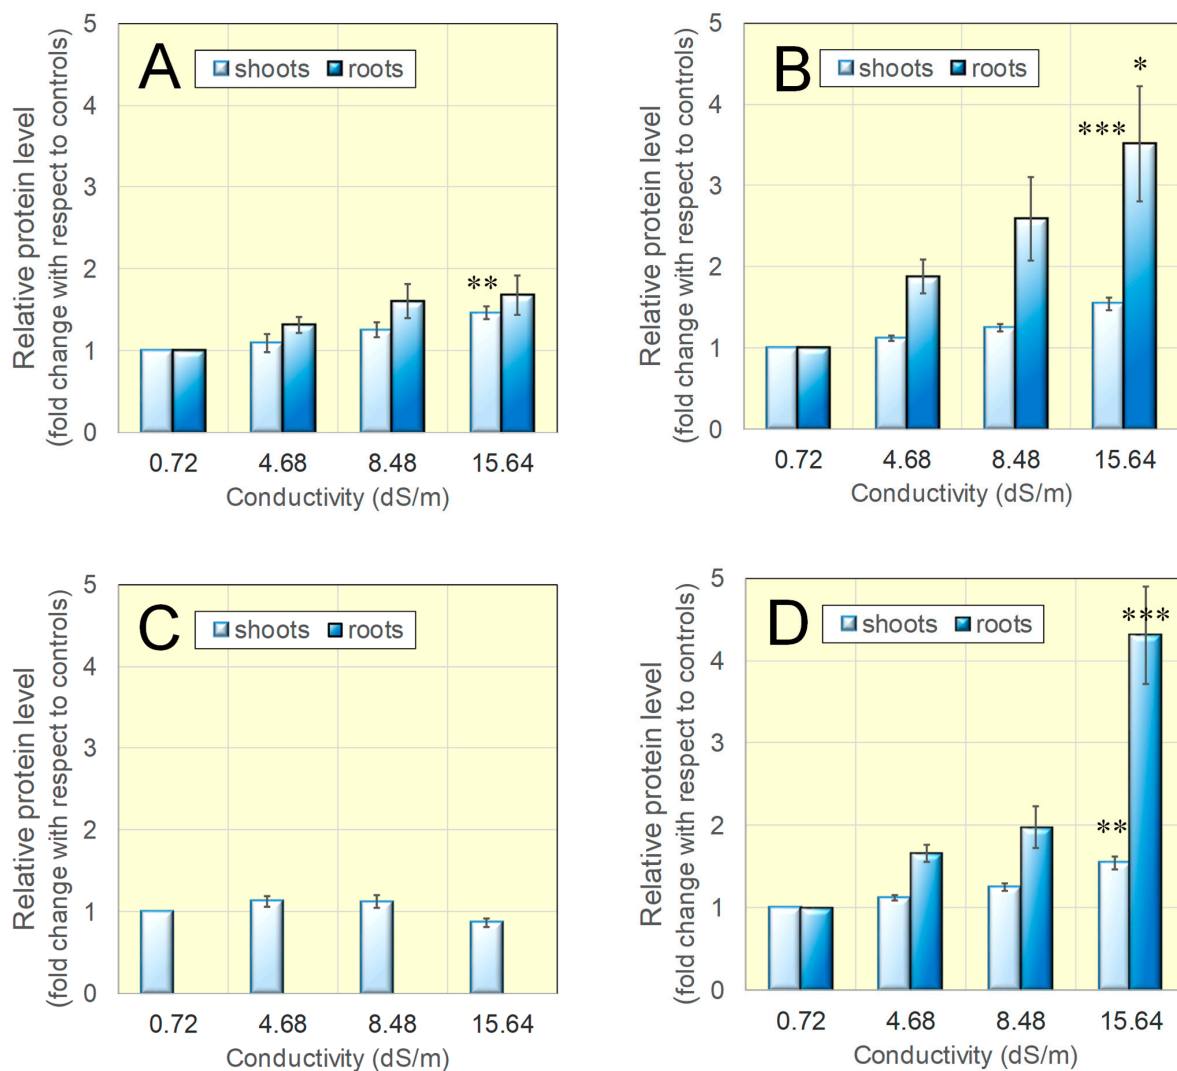 A
shoots roots
Relative protein level
(fold change with respect to controls)
5
4
3
2
1
0
**
0.72 4.68 8.48 15.64
Conductivity (dS/m)
B
shoots roots
Relative protein level
(fold change with respect to controls)
5
4
3
2
1
0
*
***
0.72 4.68 8.48 15.64
Conductivity (dS/m)
C
shoots roots
Relative protein level
(fold change with respect to controls)
5
4
3
2
1
0
0.72 4.68 8.48 15.64
Conductivity (dS/m)
D
shoots roots
Relative protein level
(fold change with respect to controls)
5
4
3
2
1
0
***
**
0.72 4.68 8.48 15.64
Conductivity (dS/m)